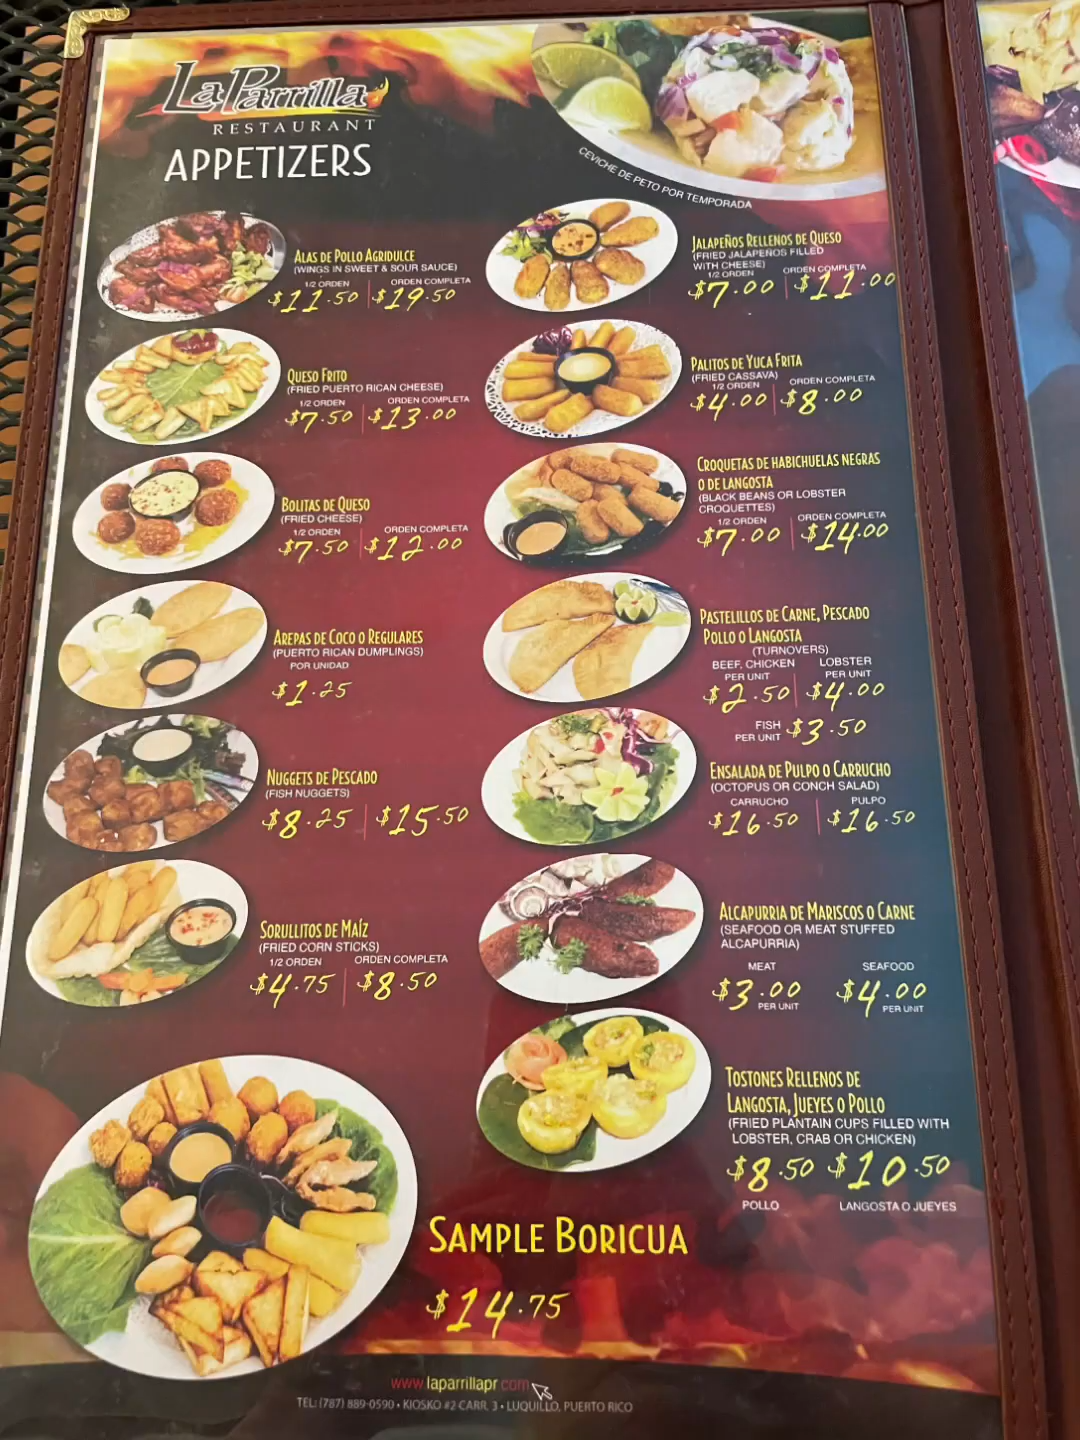 La Parrilla
RESTAURANT
APPETIZERS
CEVICHE DE PETO POR TEMPORADA
ALAS DE POLLO AGRIDULCE
(WINGS IN SWEET & SOUR SAUCE)
1/2 ORDEN ORDEN COMPLETA
$11.50 $19.50
QUESO FRITO
(FRIED PUERTO RICAN CHEESE)
1/2 ORDEN ORDEN COMPLETA
$7.50 $13.00
BOLITAS DE QUESO
(FRIED CHEESE)
1/2 ORDEN ORDEN COMPLETA
$7.50 $12.00
AREPAS DE COCO O REGULARES
(PUERTO RICAN DUMPLINGS)
POR UNIDAD
$1.25
NUGGETS DE PESCADO
(FISH NUGGETS)
$8.25 $15.50
SORULLITOS DE MAÍZ
(FRIED CORN STICKS)
1/2 ORDEN ORDEN COMPLETA
$4.75 $8.50
JALAPEÑOS RELLENOS DE QUESO
(FRIED JALAPEÑOS FILLED
WITH CHEESE)
1/2 ORDEN ORDEN COMPLETA
$7.00 $11.00
PALITOS DE YUCA FRITA
(FRIED CASSAVA)
1/2 ORDEN ORDEN COMPLETA
$4.00 $8.00
CROQUETAS DE HABICHUELAS NEGRAS
O DE LANGOSTA
(BLACK BEANS OR LOBSTER
CROQUETTES)
1/2 ORDEN ORDEN COMPLETA
$7.00 $14.00
PASTELILLOS DE CARNE, PESCADO
POLLO O LANGOSTA
(TURNOVERS)
BEEF, CHICKEN LOBSTER
PER UNIT PER UNIT
$2.50 $4.00
FISH
PER UNIT $3.50
ENSALADA DE PULPO O CARRUCHO
(OCTOPUS OR CONCH SALAD)
CARRUCHO PULPO
$16.50 $16.50
ALCAPURRIA DE MARISCOS O CARNE
(SEAFOOD OR MEAT STUFFED
ALCAPURRIA)
MEAT SEAFOOD
$3.00 $4.00
PER UNIT PER UNIT
TOSTONES RELLENOS DE
LANGOSTA, JUEYES O POLLO
(FRIED PLANTAIN CUPS FILLED WITH
LOBSTER, CRAB OR CHICKEN)
$8.50 $10.50
POLLO LANGOSTA O JUEYES
SAMPLE BORICUA
$14.75
www.laparrillapr.com
TEL: (787) 889-0590 • KIOSKO #2 CARR. 3 • LUQUILLO, PUERTO RICO